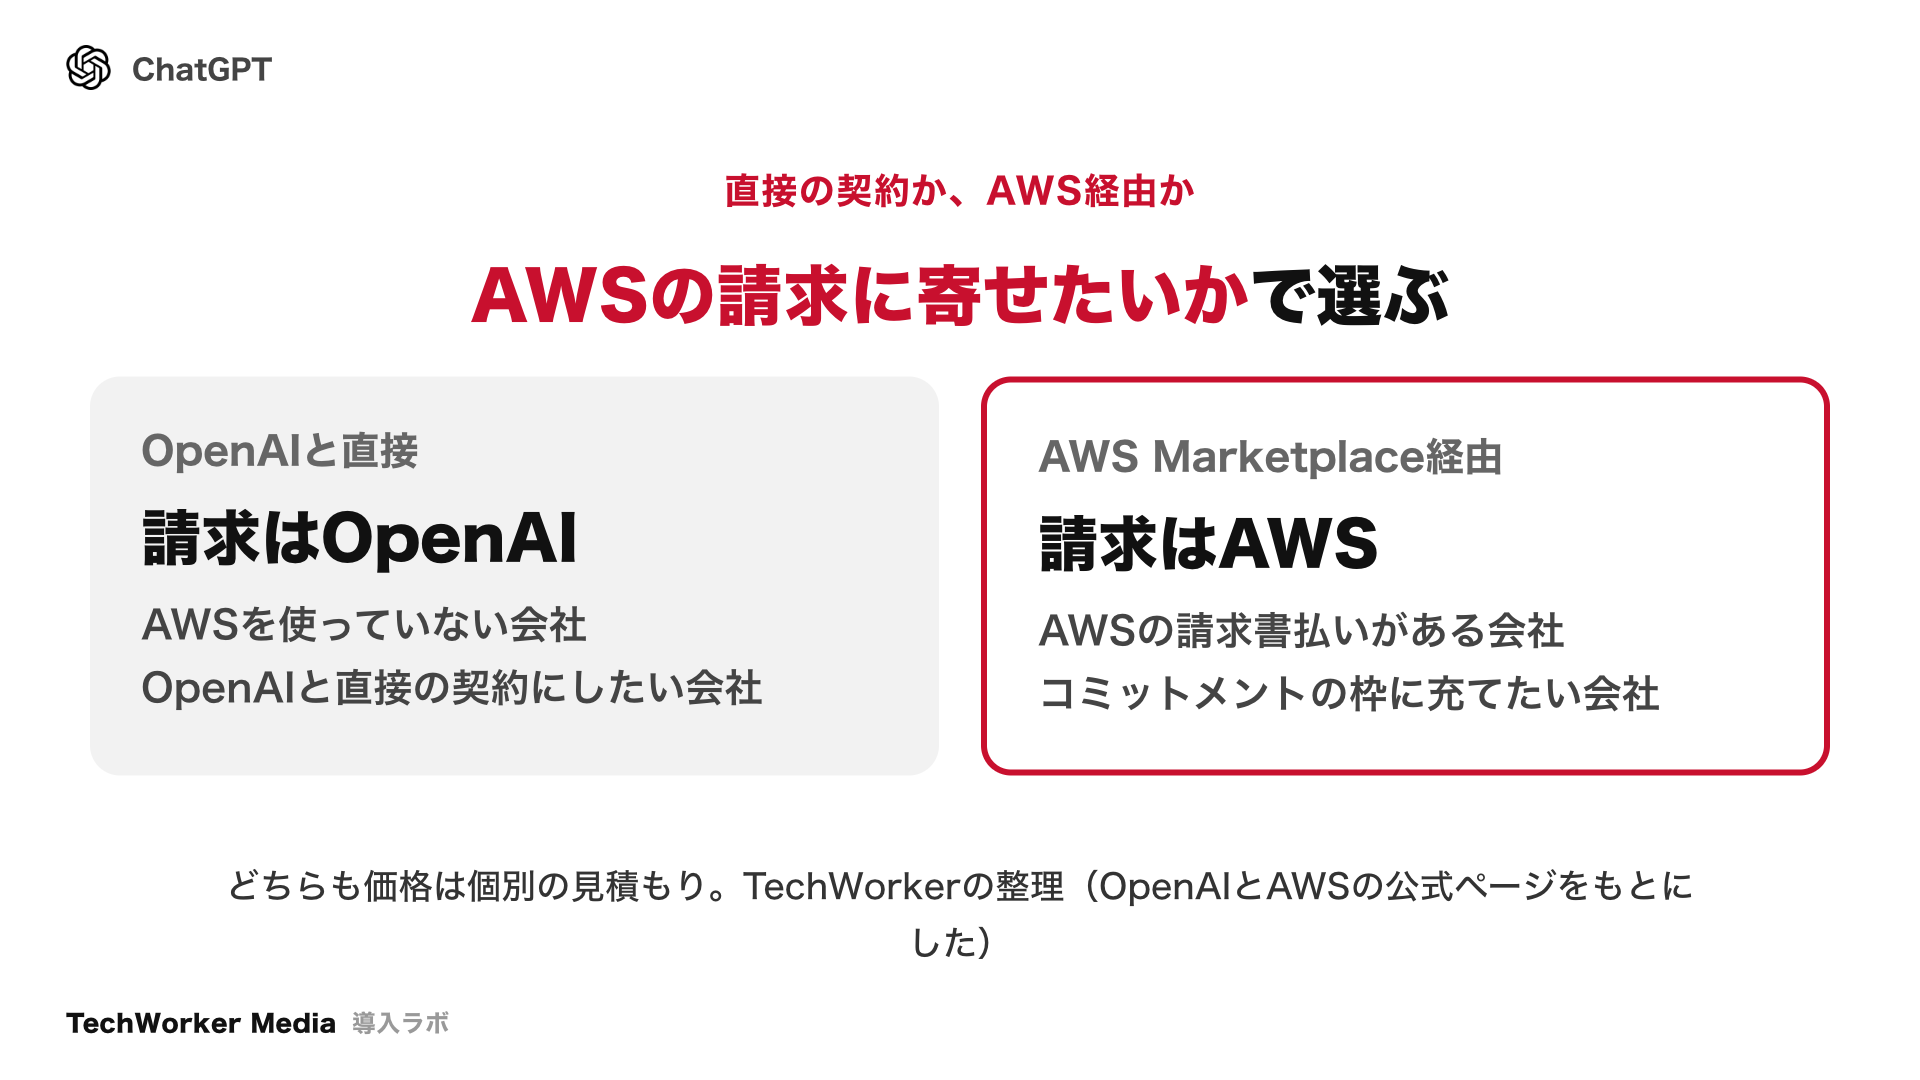 ChatGPT
直接の契約か、AWS経由か
AWSの請求に寄せたいかで選ぶ
OpenAIと直接
請求はOpenAI
AWSを使っていない会社
OpenAIと直接の契約にしたい会社
AWS Marketplace経由
請求はAWS
AWSの請求書払いがある会社
コミットメントの枠に充てたい会社
どちらも価格は個別の見積もり。TechWorkerの整理（OpenAIとAWSの公式ページをもとに
した）
TechWorker Media 導入ラボ